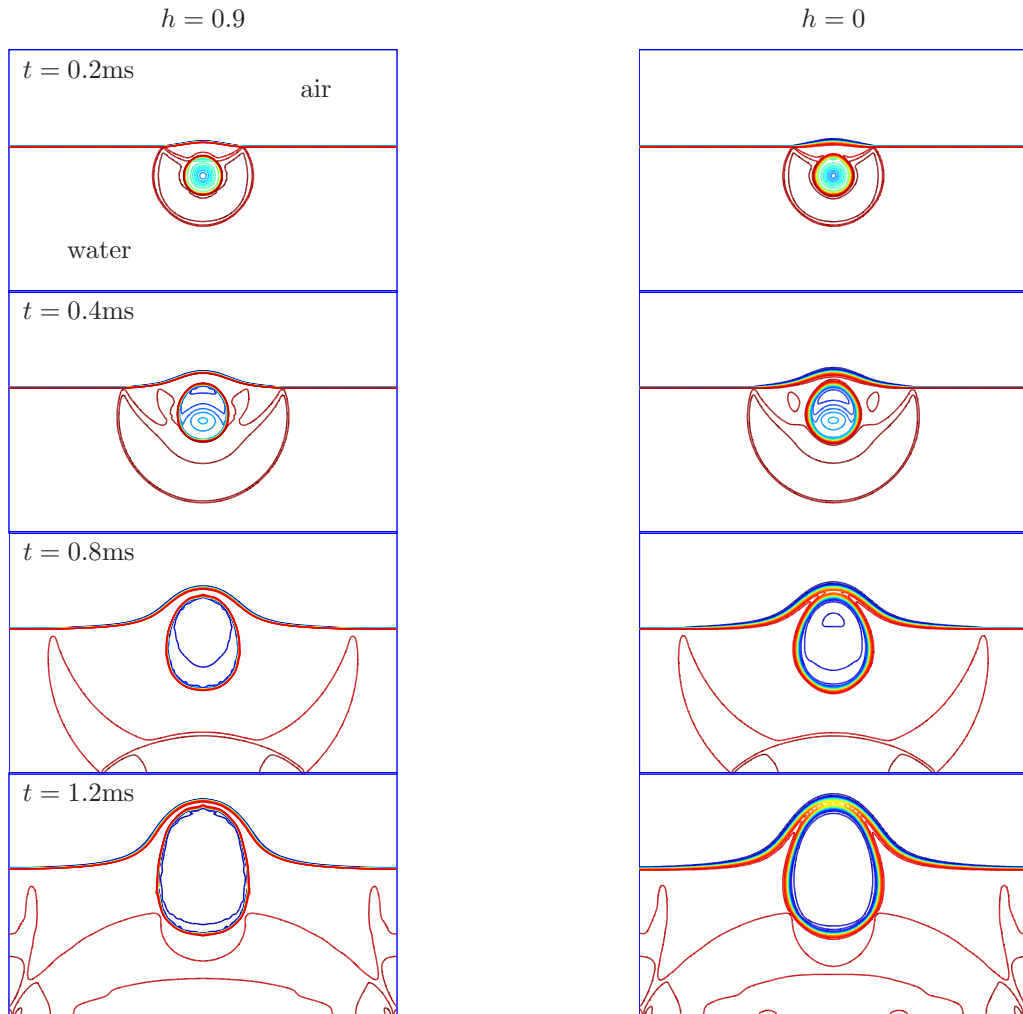 h = 0.9
h = 0
t = 0.2ms
air
water
t = 0.4ms
t = 0.8ms
t = 1.2ms